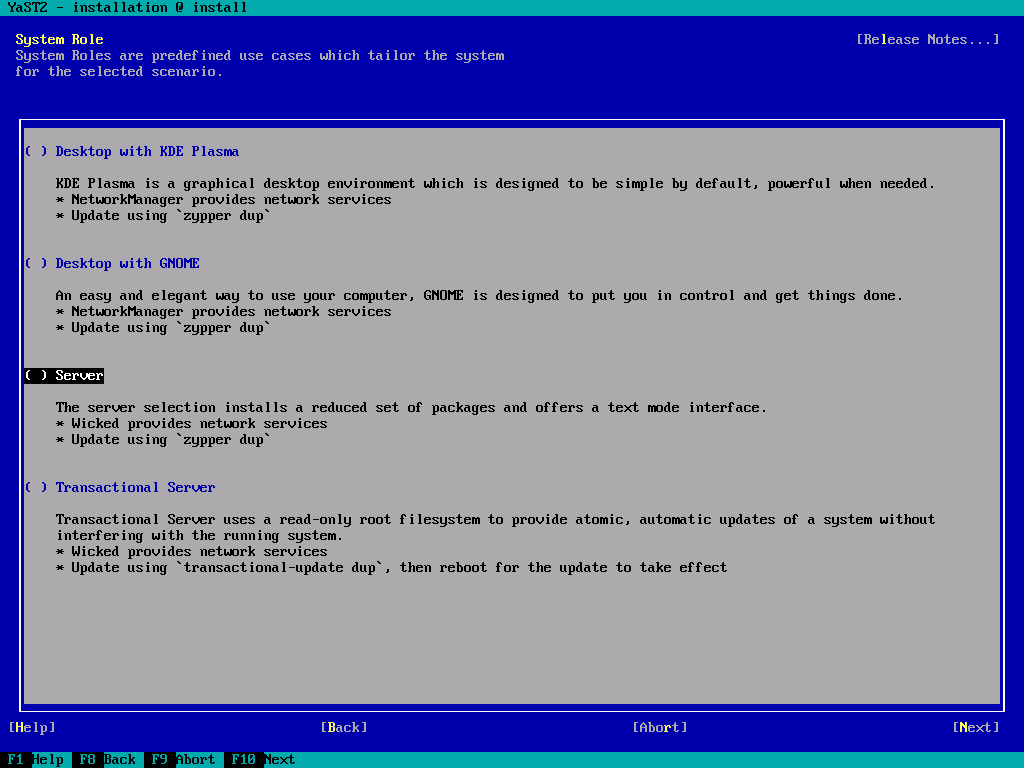 YaST2 - installation @ install
System Role
[Release Notes...]
System Roles are predefined use cases which tailor the system
for the selected scenario.
( ) Desktop with KDE Plasma
KDE Plasma is a graphical desktop environment which is designed to be simple by default, powerful when needed.
* NetworkManager provides network services
* Update using `zypper dup`
( ) Desktop with GNOME
An easy and elegant way to use your computer, GNOME is designed to put you in control and get things done.
* NetworkManager provides network services
* Update using `zypper dup`
( ) Server
The server selection installs a reduced set of packages and offers a text mode interface.
* Wicked provides network services
* Update using `zypper dup`
( ) Transactional Server
Transactional Server uses a read-only root filesystem to provide atomic, automatic updates of a system without
interfering with the running system.
* Wicked provides network services
* Update using `transactional-update dup`, then reboot for the update to take effect
[Help] [Back] [Abort] [Next]
F1 Help F8 Back F9 Abort F10 Next